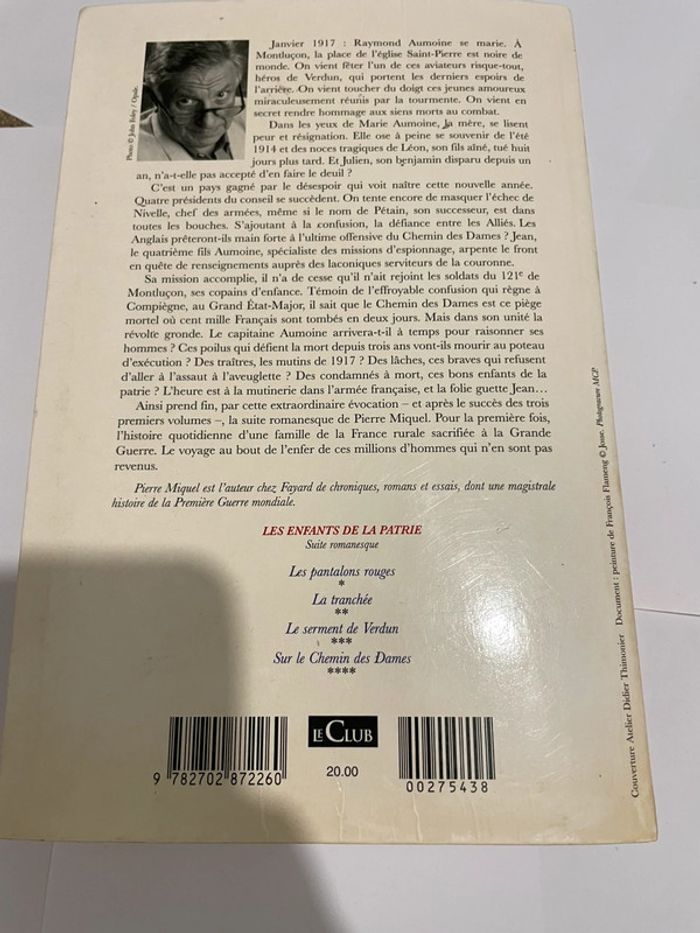 Janvier 1917 : Raymond Aumoine se marie. À
Montluçon, la place de l'église Saint-Pierre est noire de
monde. On vient fêter l'un de ces aviateurs risque-tout,
héros de Verdun, qui portent les derniers espoirs de
l'arrière. On vient toucher du doigt ces jeunes amoureux
miraculeusement réunis par la tourmente. On vient en
secret rendre hommage aux siens morts au combat.
Dans les yeux de Marie Aumoine, la mère, se lisent
peur et résignation. Elle ose à peine se souvenir de l'été
1914 et des noces tragiques de Léon, son fils aîné, tué huit
jours plus tard. Et Julien, son benjamin disparu depuis un
an, n'a-t-elle pas accepté d'en faire le deuil ?
C'est un pays gagné par le désespoir qui voit naître cette nouvelle année.
Quatre présidents du conseil se succèdent. On tente encore de masquer l'échec de
Nivelle, chef des armées, même si le nom de Pétain, son successeur, est dans
toutes les bouches. S'ajoutant à la confusion, la défiance entre les Alliés. Les
Anglais prêteront-ils main forte à l'ultime offensive du Chemin des Dames ? Jean,
le quatrième fils Aumoine, spécialiste des missions d'espionnage, arpente le front
en quête de renseignements auprès des laconiques serviteurs de la couronne.
Sa mission accomplie, il n'a de cesse qu'il n'ait rejoint les soldats du 121e de
Montluçon, ses copains d'enfance. Témoin de l'effroyable confusion qui règne à
Compiègne, au Grand État-Major, il sait que le Chemin des Dames est ce piège
mortel où cent mille Français sont tombés en deux jours. Mais dans son unité la
révolte gronde. Le capitaine Aumoine arrivera-t-il à temps pour raisonner ses
hommes ? Ces poilus qui défient la mort depuis trois ans vont-ils mourir au poteau
d'exécution ? Des traîtres, les mutins de 1917 ? Des lâches, ces braves qui refusent
d'aller à l'assaut à l'aveuglette ? Des condamnés à mort, ces bons enfants de la
patrie ? L'heure est à la mutinerie dans l'armée française, et la folie guette Jean…
Ainsi prend fin, par cette extraordinaire évocation – et après le succès des trois
premiers volumes –, la suite romanesque de Pierre Miquel. Pour la première fois,
l'histoire quotidienne d'une famille de la France rurale sacrifiée à la Grande
Guerre. Le voyage au bout de l'enfer de ces millions d'hommes qui n'en sont pas
revenus.
Pierre Miquel est l'auteur chez Fayard de chroniques, romans et essais, dont une magistrale
histoire de la Première Guerre mondiale.
LES ENFANTS DE LA PATRIE
Suite romanesque
Les pantalons rouges
*
La tranchée
**
Le serment de Verdun
***
Sur le Chemin des Dames
****
LE CLUB
20.00
9 782702 872260
00275438
Photo © John Foley / Opale.
Couverture Atelier Didier Thimonier Document : peinture de François Flameng © Josse. Photogravure MCP